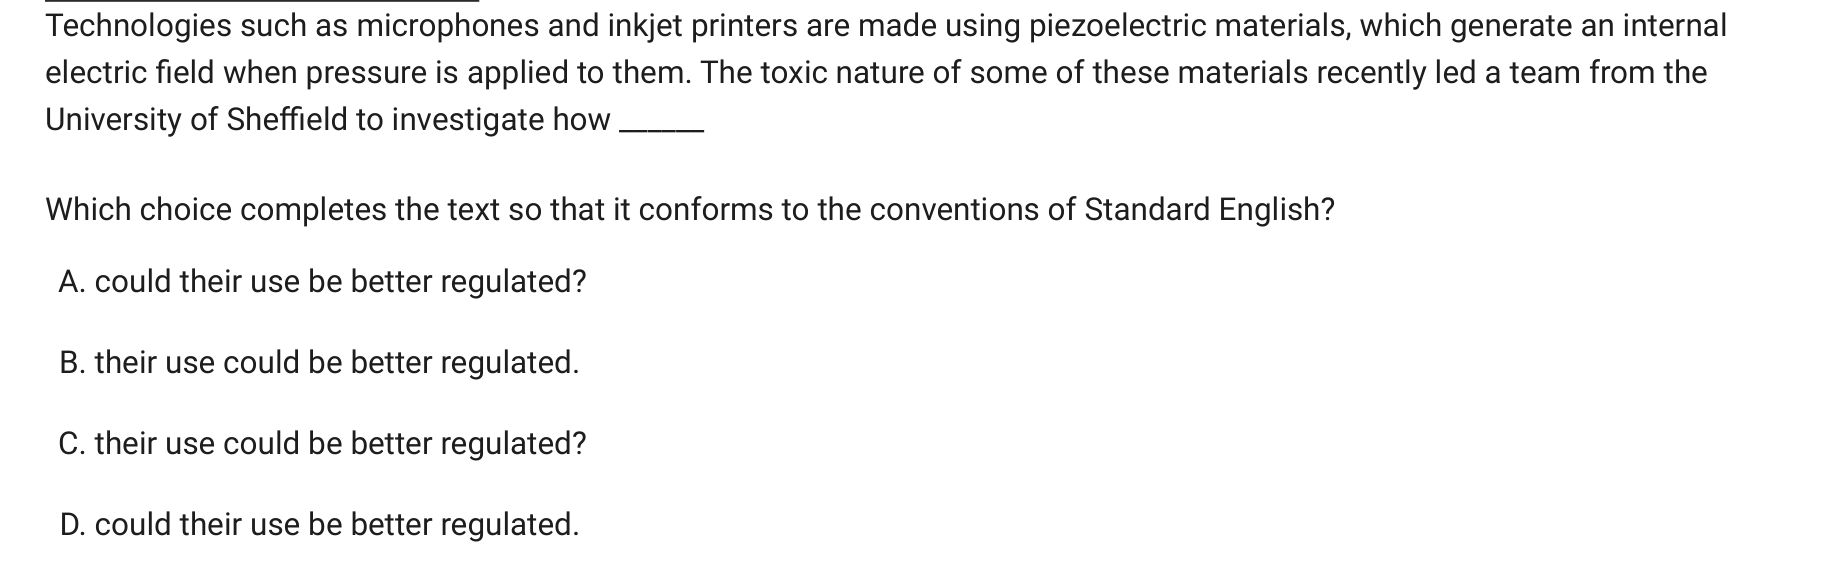 Technologies such as microphones and inkjet printers are made using piezoelectric materials, which generate an internal
electric field when pressure is applied to them. The toxic nature of some of these materials recently led a team from the
University of Sheffield to investigate how ______
Which choice completes the text so that it conforms to the conventions of Standard English?
A. could their use be better regulated?
B. their use could be better regulated.
C. their use could be better regulated?
D. could their use be better regulated.